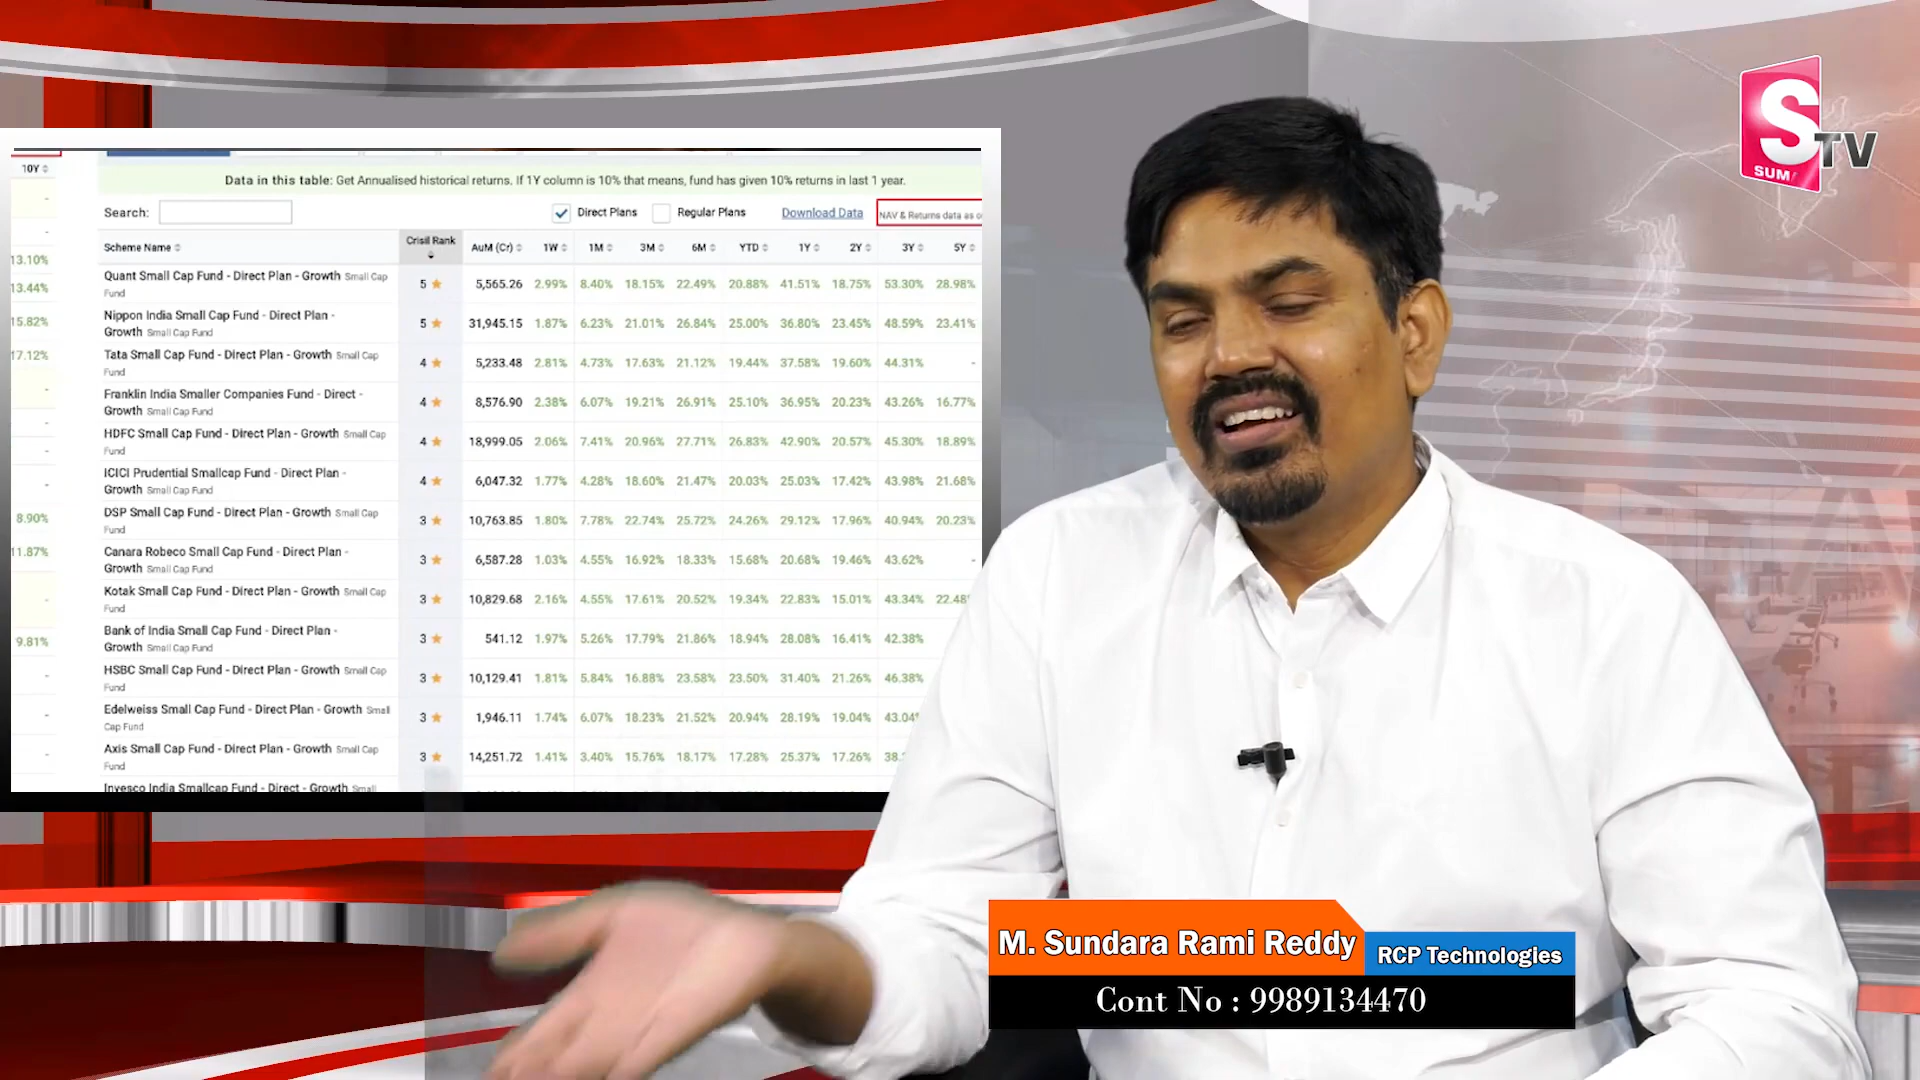 S
TV
SUM
10Y
-
-
13.10%
13.44%
15.82%
17.12%
-
-
-
-
8.90%
11.87%
-
9.81%
-
-
-
Data in this table: Get Annualised historical returns. If 1Y column is 10% that means, fund has given 10% returns in last 1 year.
Search: Direct Plans Regular Plans Download Data NAV & Returns data as o
Scheme Name Crisil Rank AuM (Cr) 1W 1M 3M 6M YTD 1Y 2Y 3Y 5Y
Quant Small Cap Fund - Direct Plan - Growth Small Cap
Fund
5 5,565.26 2.99% 8.40% 18.15% 22.49% 20.88% 41.51% 18.75% 53.30% 28.98%
Nippon India Small Cap Fund - Direct Plan -
Growth Small Cap Fund
5 31,945.15 1.87% 6.23% 21.01% 26.84% 25.00% 36.80% 23.45% 48.59% 23.41%
Tata Small Cap Fund - Direct Plan - Growth Small Cap
Fund
4 5,233.48 2.81% 4.73% 17.63% 21.12% 19.44% 37.58% 19.60% 44.31% -
Franklin India Smaller Companies Fund - Direct -
Growth Small Cap Fund
4 8,576.90 2.38% 6.07% 19.21% 26.91% 25.10% 36.95% 20.23% 43.26% 16.77%
HDFC Small Cap Fund - Direct Plan - Growth Small Cap
Fund
4 18,999.05 2.06% 7.41% 20.96% 27.71% 26.83% 42.90% 20.57% 45.30% 18.89%
ICICI Prudential Smallcap Fund - Direct Plan -
Growth Small Cap Fund
4 6,047.32 1.77% 4.28% 18.60% 21.47% 20.03% 25.03% 17.42% 43.98% 21.68%
DSP Small Cap Fund - Direct Plan - Growth Small Cap
Fund
3 10,763.85 1.80% 7.78% 22.74% 25.72% 24.26% 29.12% 17.96% 40.94% 20.23%
Canara Robeco Small Cap Fund - Direct Plan -
Growth Small Cap Fund
3 6,587.28 1.03% 4.55% 16.92% 18.33% 15.68% 20.68% 19.46% 43.62% -
Kotak Small Cap Fund - Direct Plan - Growth Small Cap
Fund
3 10,829.68 2.16% 4.55% 17.61% 20.52% 19.34% 22.83% 15.01% 43.34% 22.48%
Bank of India Small Cap Fund - Direct Plan -
Growth Small Cap Fund
3 541.12 1.97% 5.26% 17.79% 21.86% 18.94% 28.08% 16.41% 42.38%
HSBC Small Cap Fund - Direct Plan - Growth Small Cap
Fund
3 10,129.41 1.81% 5.84% 16.88% 23.58% 23.50% 31.40% 21.26% 46.38%
Edelweiss Small Cap Fund - Direct Plan - Growth Small
Cap Fund
3 1,946.11 1.74% 6.07% 18.23% 21.52% 20.94% 28.19% 19.04% 43.04%
Axis Small Cap Fund - Direct Plan - Growth Small Cap
Fund
3 14,251.72 1.41% 3.40% 15.76% 18.17% 17.28% 25.37% 17.26% 38.
Invesco India Smallcap Fund - Direct - Growth Small
M. Sundara Rami Reddy
RCP Technologies
Cont No : 9989134470